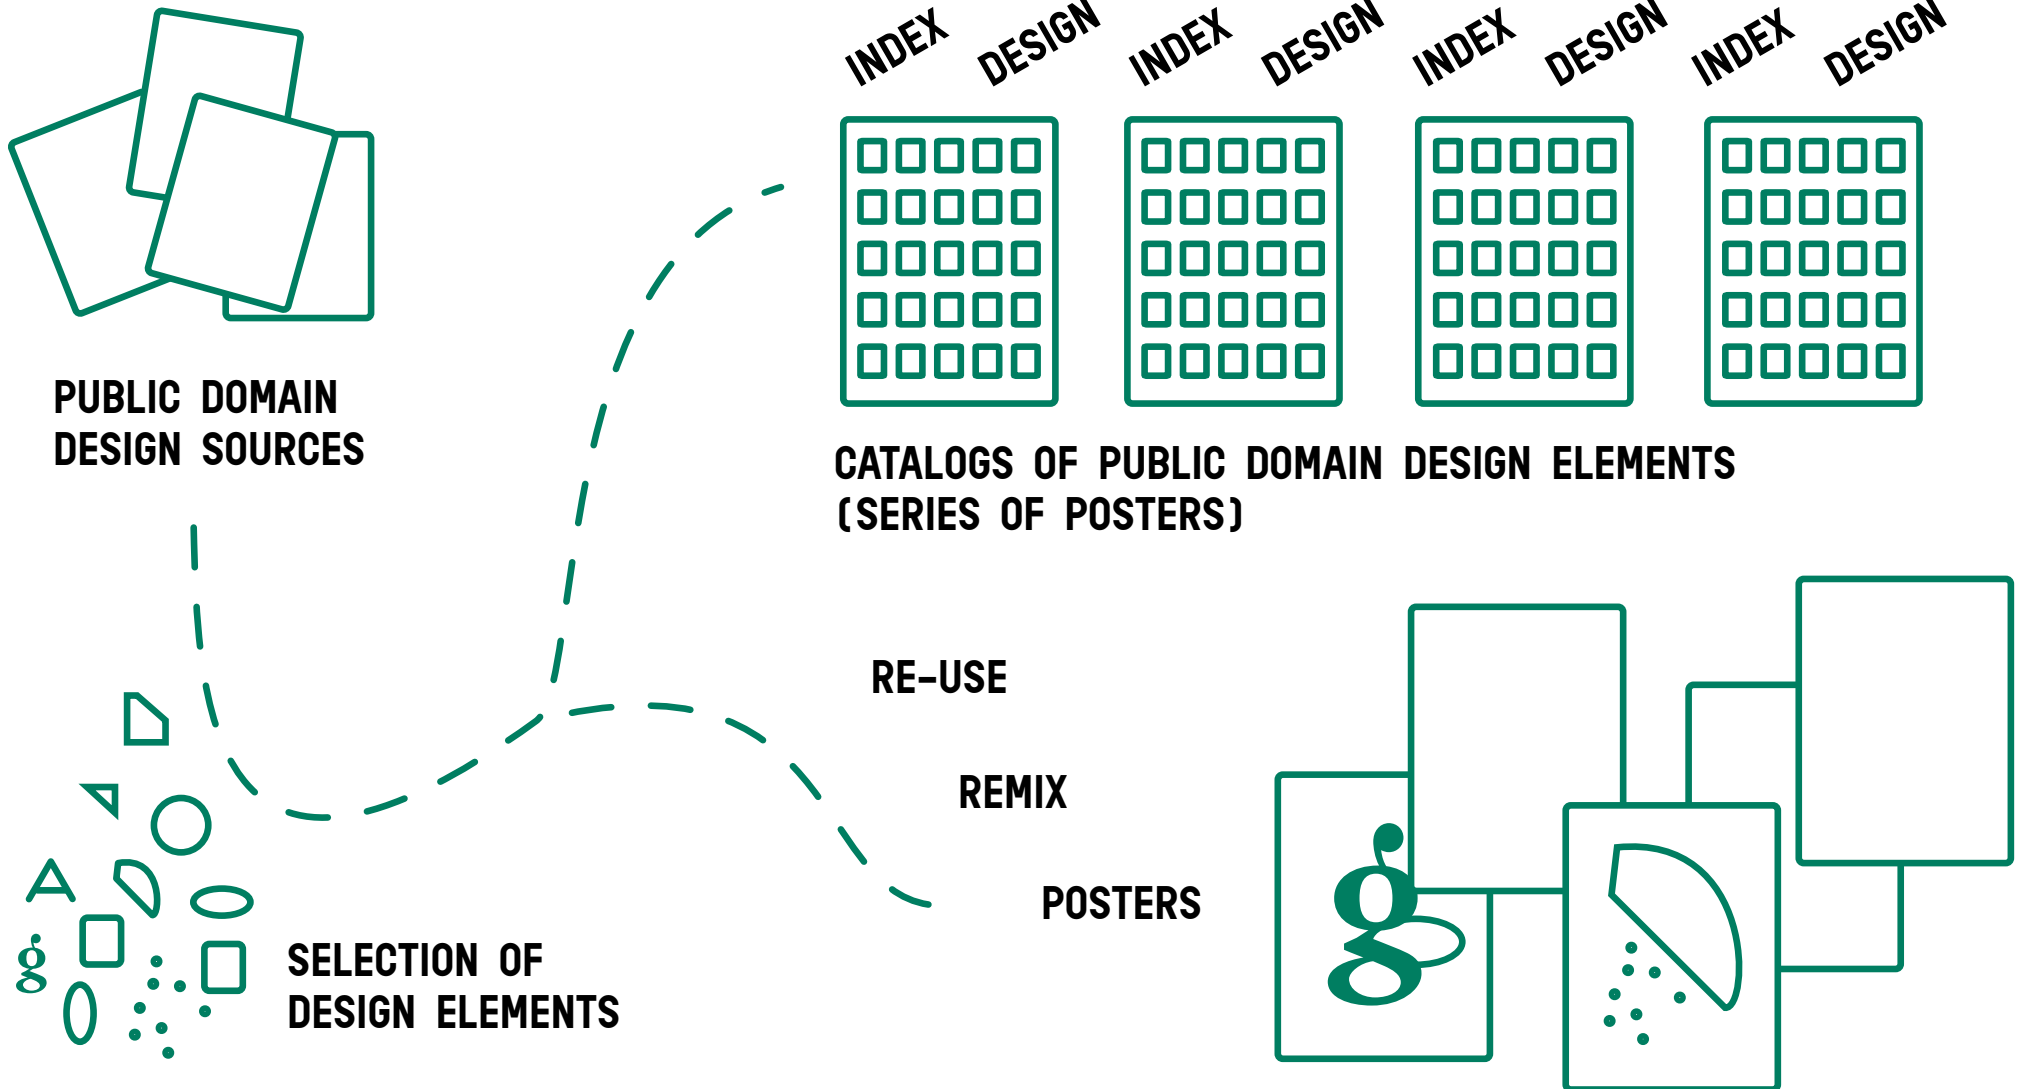 INDEX DESIGN INDEX DESIGN INDEX DESIGN INDEX DESIGN
PUBLIC DOMAIN
DESIGN SOURCES
CATALOGS OF PUBLIC DOMAIN DESIGN ELEMENTS
(SERIES OF POSTERS)
RE-USE
REMIX
POSTERS
g
A
g
SELECTION OF
DESIGN ELEMENTS